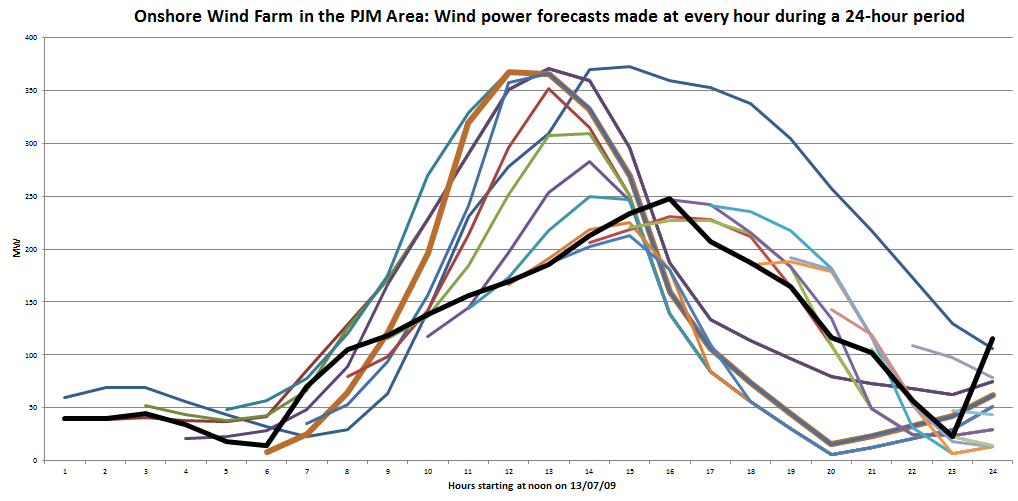 Onshore Wind Farm in the PJM Area: Wind power forecasts made at every hour during a 24-hour period
400
350
300
250
200
150
100
50
0
MW
1 2 3 4 5 6 7 8 9 10 11 12 13 14 15 16 17 18 19 20 21 22 23 24
Hours starting at noon on 13/07/09